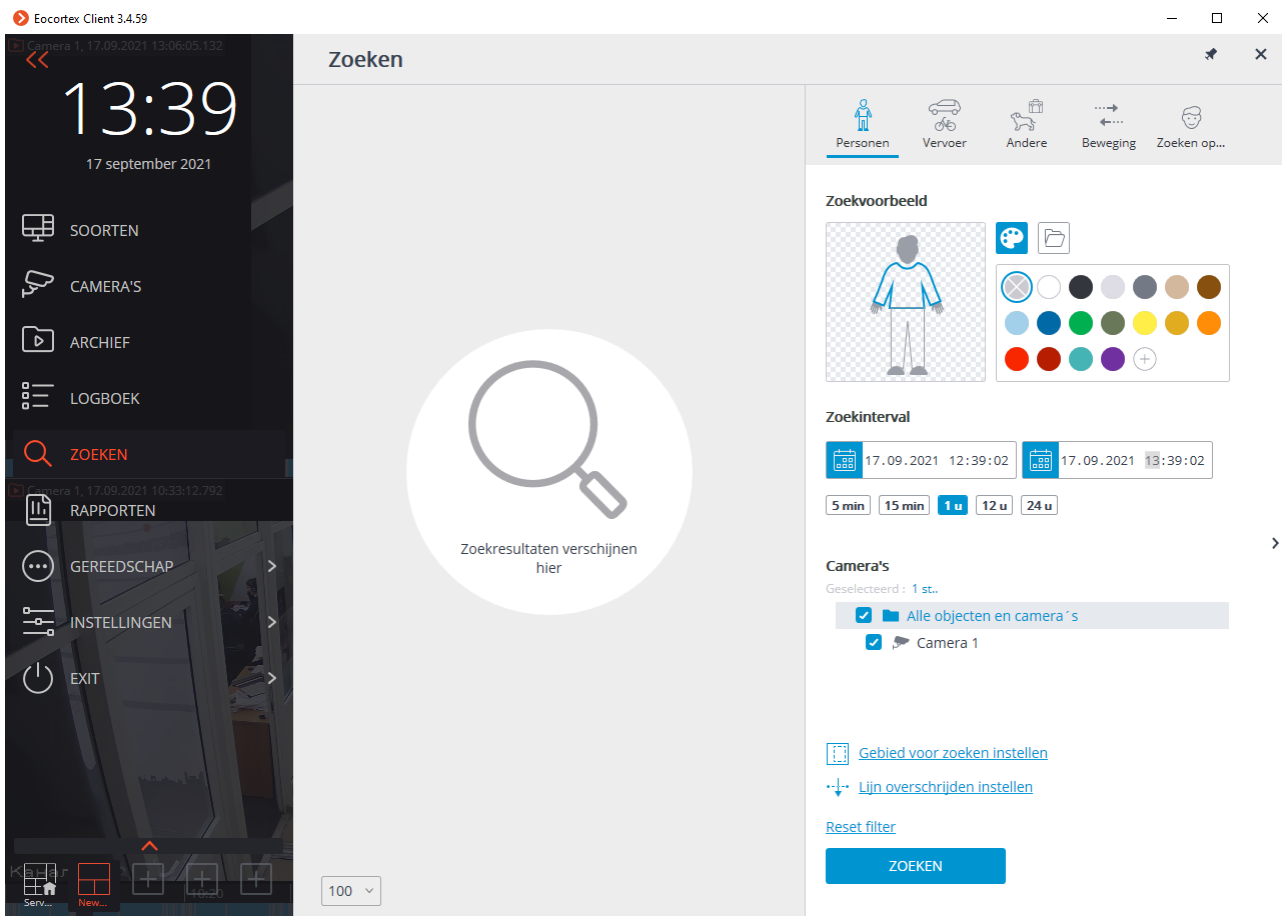 Eocortex Client 3.4.59
Camera 1, 17.09.2021 13:06:05.132
13:39
17 september 2021
SOORTEN
CAMERA'S
ARCHIEF
LOGBOEK
ZOEKEN
Camera 1, 17.09.2021 10:33:12.792
RAPPORTEN
GEREEDSCHAP
INSTELLINGEN
EXIT
Канал
10:20
Serv...
New...
Zoeken
Zoekresultaten verschijnen
hier
100
Personen
Vervoer
Andere
Beweging
Zoeken op...
Zoekvoorbeeld
Zoekinterval
17.09.2021 12:39:02
17.09.2021 13:39:02
5 min
15 min
1 u
12 u
24 u
Camera's
Geselecteerd : 1 st..
Alle objecten en camera´s
Camera 1
Gebied voor zoeken instellen
Lijn overschrijden instellen
Reset filter
ZOEKEN